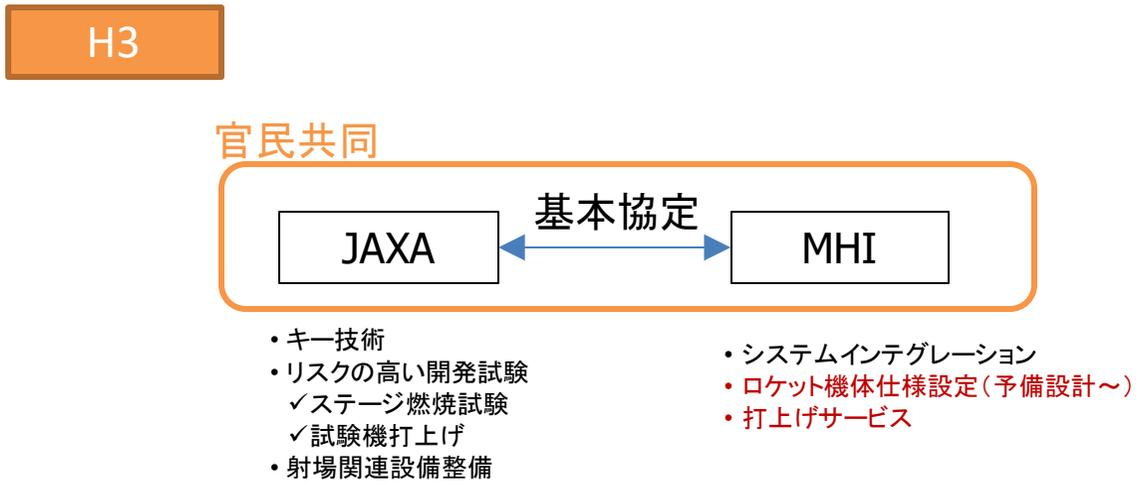 H3
官民共同
基本協定
JAXA
MHI
• キー技術
• リスクの高い開発試験
✓ステージ燃焼試験
✓試験機打上げ
• 射場関連設備整備
• システムインテグレーション
• ロケット機体仕様設定(予備設計～)
• 打上げサービス